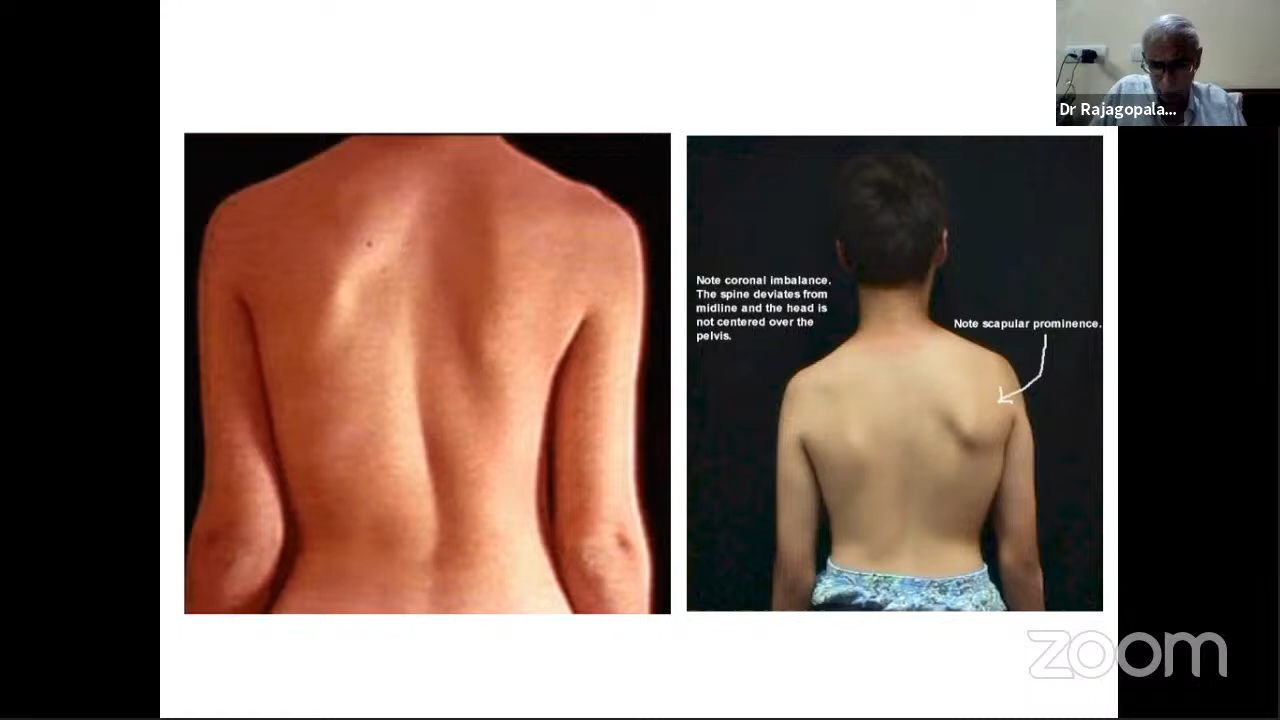 Dr Rajagopala...
Note coronal imbalance.
The spine deviates from
midline and the head is
not centered over the
pelvis.
Note scapular prominence.
zoom